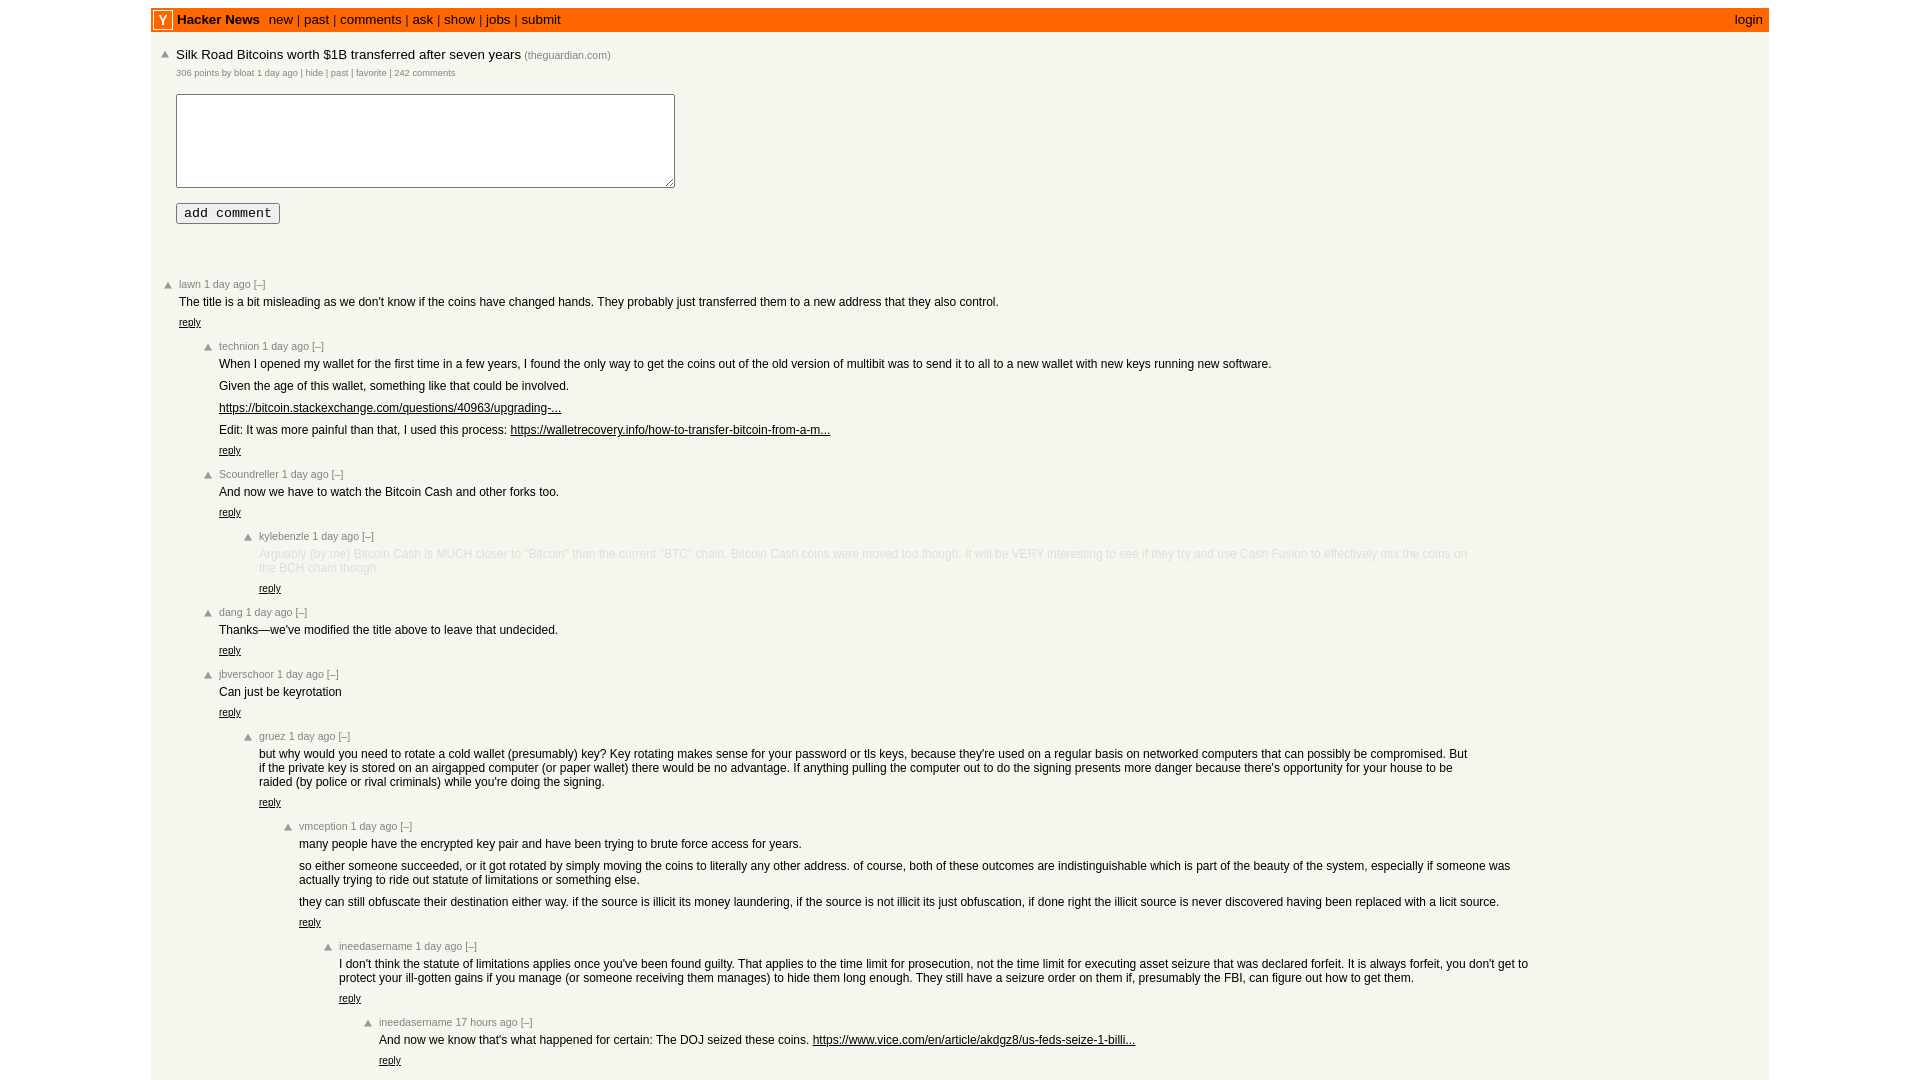 Y Hacker News new | past | comments | ask | show | jobs | submit login
Silk Road Bitcoins worth $1B transferred after seven years (theguardian.com)
306 points by bloat 1 day ago | hide | past | favorite | 242 comments
add comment
lawn 1 day ago [–]
The title is a bit misleading as we don't know if the coins have changed hands. They probably just transferred them to a new address that they also control.
reply
technion 1 day ago [–]
When I opened my wallet for the first time in a few years, I found the only way to get the coins out of the old version of multibit was to send it to all to a new wallet with new keys running new software.
Given the age of this wallet, something like that could be involved.
https://bitcoin.stackexchange.com/questions/40963/upgrading-...
Edit: It was more painful than that, I used this process: https://walletrecovery.info/how-to-transfer-bitcoin-from-a-m...
reply
Scoundreller 1 day ago [–]
And now we have to watch the Bitcoin Cash and other forks too.
reply
kylebenzle 1 day ago [–]
Arguably (by me) Bitcoin Cash is MUCH closer to "Bitcoin" than the current "BTC" chain. Bitcoin Cash coins were moved too though. It will be VERY interesting to see if they try and use Cash Fusion to effectively mix the coins on
the BCH chain though.
reply
dang 1 day ago [–]
Thanks—we've modified the title above to leave that undecided.
reply
jbverschoor 1 day ago [–]
Can just be keyrotation
reply
gruez 1 day ago [–]
but why would you need to rotate a cold wallet (presumably) key? Key rotating makes sense for your password or tls keys, because they're used on a regular basis on networked computers that can possibly be compromised. But
if the private key is stored on an airgapped computer (or paper wallet) there would be no advantage. If anything pulling the computer out to do the signing presents more danger because there's opportunity for your house to be
raided (by police or rival criminals) while you're doing the signing.
reply
vmception 1 day ago [–]
many people have the encrypted key pair and have been trying to brute force access for years.
so either someone succeeded, or it got rotated by simply moving the coins to literally any other address. of course, both of these outcomes are indistinguishable which is part of the beauty of the system, especially if someone was
actually trying to ride out statute of limitations or something else.
they can still obfuscate their destination either way. if the source is illicit its money laundering, if the source is not illicit its just obfuscation, if done right the illicit source is never discovered having been replaced with a licit source.
reply
ineedasername 1 day ago [–]
I don't think the statute of limitations applies once you've been found guilty. That applies to the time limit for prosecution, not the time limit for executing asset seizure that was declared forfeit. It is always forfeit, you don't get to
protect your ill-gotten gains if you manage (or someone receiving them manages) to hide them long enough. They still have a seizure order on them if, presumably the FBI, can figure out how to get them.
reply
ineedasername 17 hours ago [–]
And now we know that's what happened for certain: The DOJ seized these coins. https://www.vice.com/en/article/akdgz8/us-feds-seize-1-billi...
reply